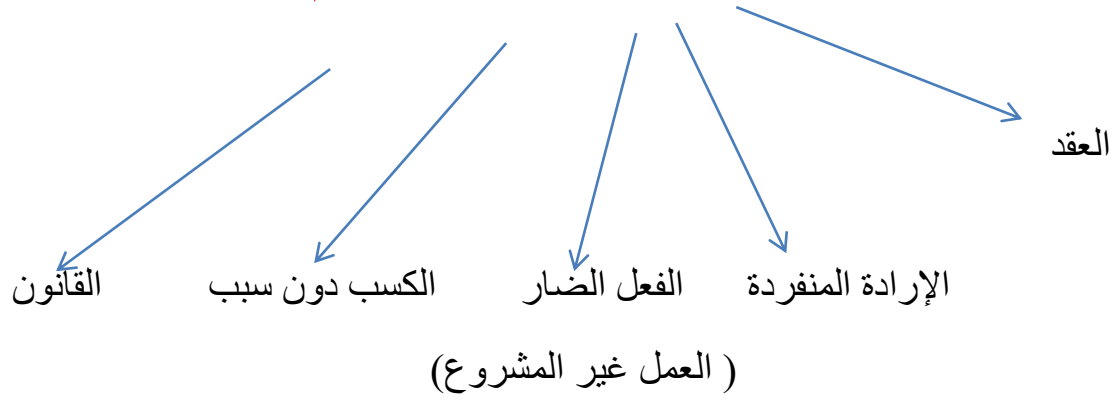 العقد
الإرادة المنفردة الفعل الضار الكسب دون سبب القانون
( العمل غير المشروع)